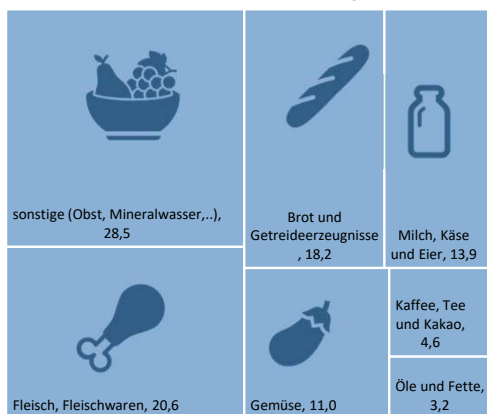 sonstige (Obst, Mineralwasser,..),
28,5
Brot und
Getreideerzeugnisse
, 18,2
Milch, Käse
und Eier, 13,9
Fleisch, Fleischwaren, 20,6
Gemüse, 11,0
Kaffee, Tee
und Kakao,
4,6
Öle und Fette,
3,2